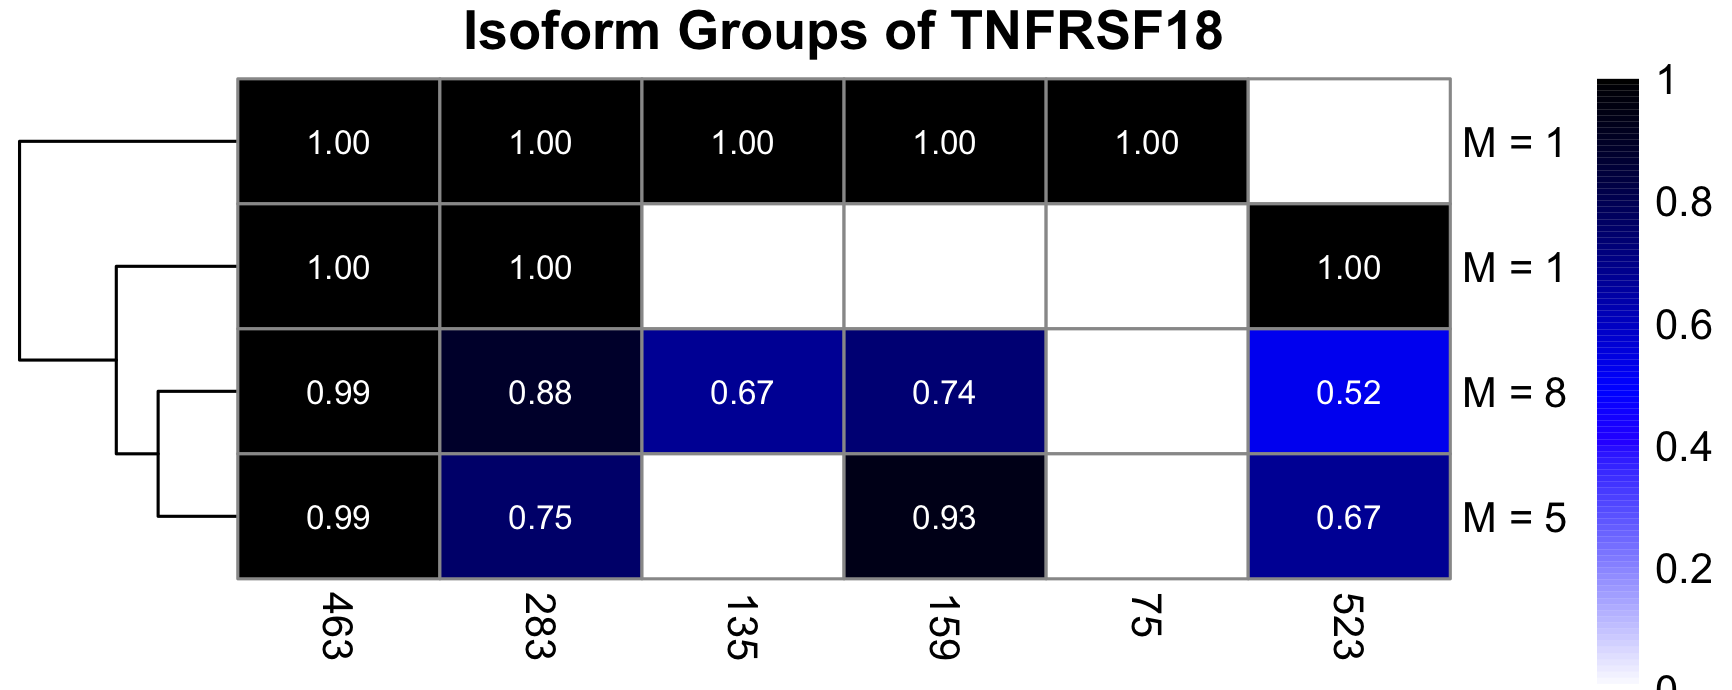 Isoform Groups of TNFRSF18
1.00 1.00 1.00 1.00 1.00 M = 1
1.00 1.00 1.00 M = 1
0.99 0.88 0.67 0.74 0.52 M = 8
0.99 0.75 0.93 0.67 M = 5
463 283 135 159 75 523
1
0.8
0.6
0.4
0.2
0